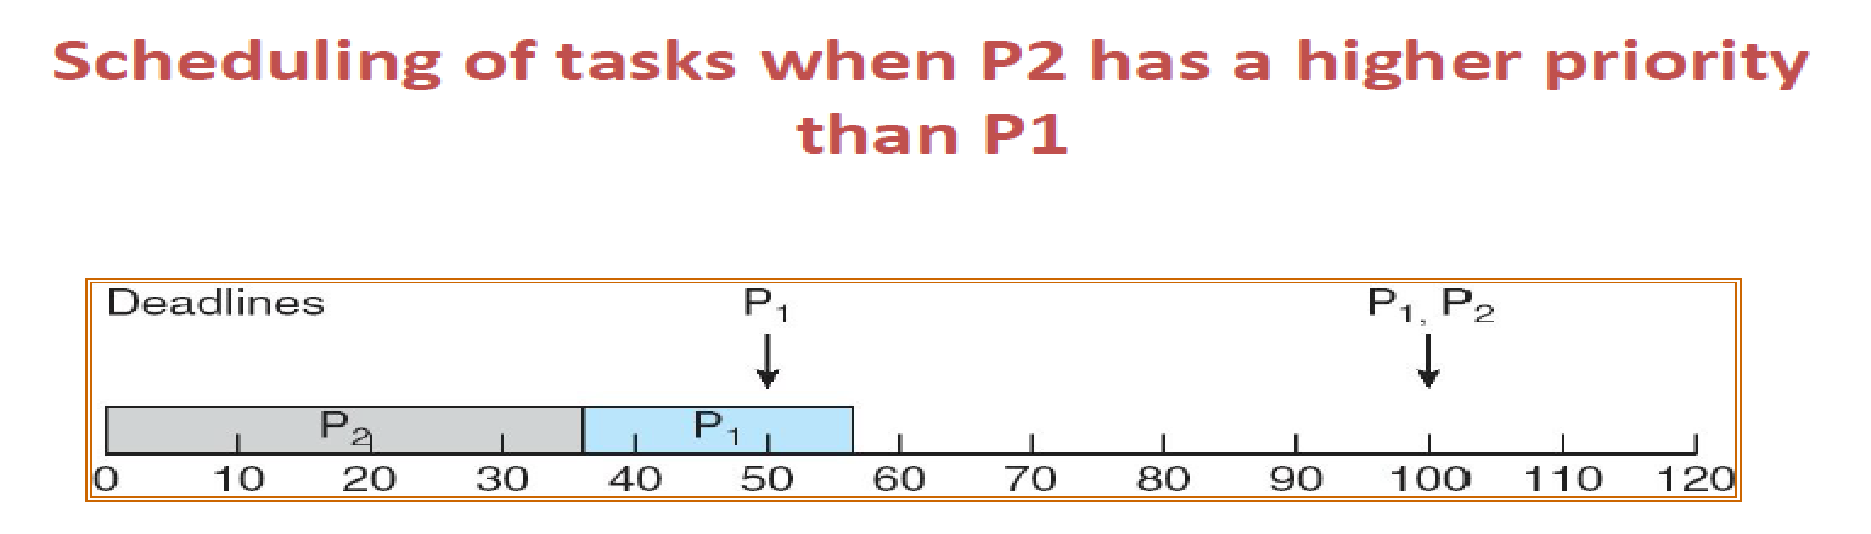 Scheduling of tasks when P2 has a higher priority
than P1
Deadlines P₁ P₁, P₂
P₂ P₁
0 10 20 30 40 50 60 70 80 90 100 110 120